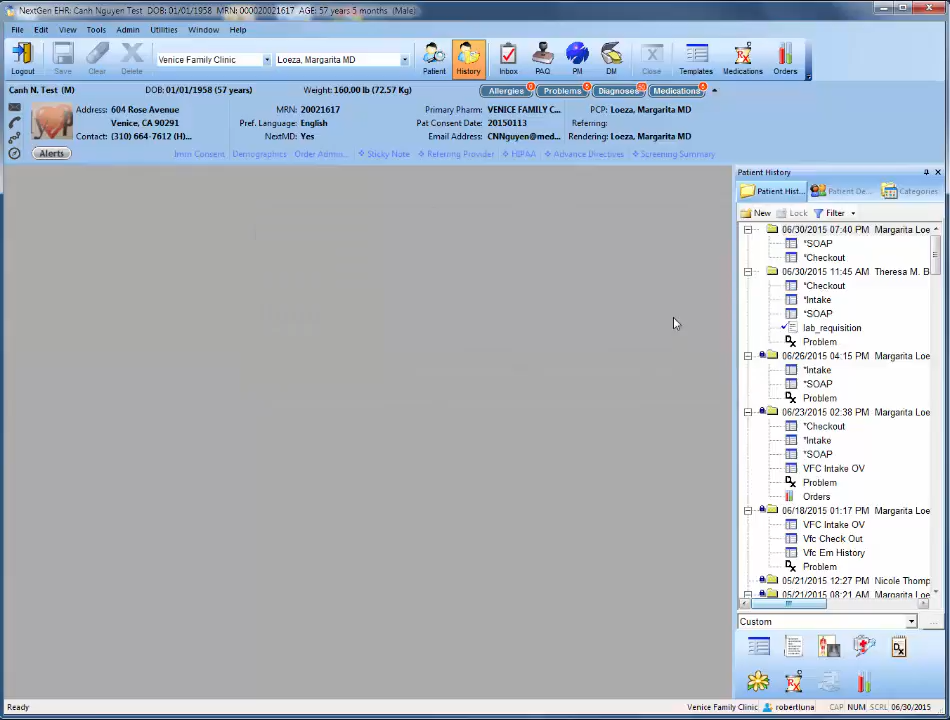 NextGen EHR: Canh Nguyen Test DOB: 01/01/1958 MRN: 000020021617 AGE: 57 years 5 months (Male)
File Edit View Tools Admin Utilities Window Help
Venice Family Clinic Loeza, Margarita MD
Logout Save Clear Delete Patient History Inbox PAQ PM DM Close Templates Medications Orders
Canh N. Test (M) DOB: 01/01/1958 (57 years) Weight: 160.00 lb (72.57 Kg) Allergies Problems Diagnoses Medications
Address: 604 Rose Avenue MRN: 20021617 Primary Pharm: VENICE FAMILY C... PCP: Loeza, Margarita MD
Venice, CA 90291 Pref. Language: English Pat Consent Date: 20150113 Referring:
Contact: (310) 664-7612 (H)... NextMD: Yes Email Address: CNNguyen@med... Rendering: Loeza, Margarita MD
Alerts Imm Consent Demographics Order Admin... Sticky Note Referring Provider HIPAA Advance Directives Screening Summary
Patient History
Patient Hist... Patient De... Categories
New Lock Filter
06/30/2015 07:40 PM Margarita Loe
*SOAP
*Checkout
06/30/2015 11:45 AM Theresa M. B
*Checkout
*Intake
*SOAP
lab_requisition
Problem
06/26/2015 04:15 PM Margarita Loe
*Intake
*SOAP
Problem
06/23/2015 02:38 PM Margarita Loe
*Checkout
*Intake
*SOAP
VFC Intake OV
Problem
Orders
06/18/2015 01:17 PM Margarita Loe
VFC Intake OV
Vfc Check Out
Vfc Em History
Problem
05/21/2015 12:27 PM Nicole Thomp
05/21/2015 08:21 AM Margarita Loe
Custom
Ready Venice Family Clinic robertluna CAP NUM SCRL 06/30/2015